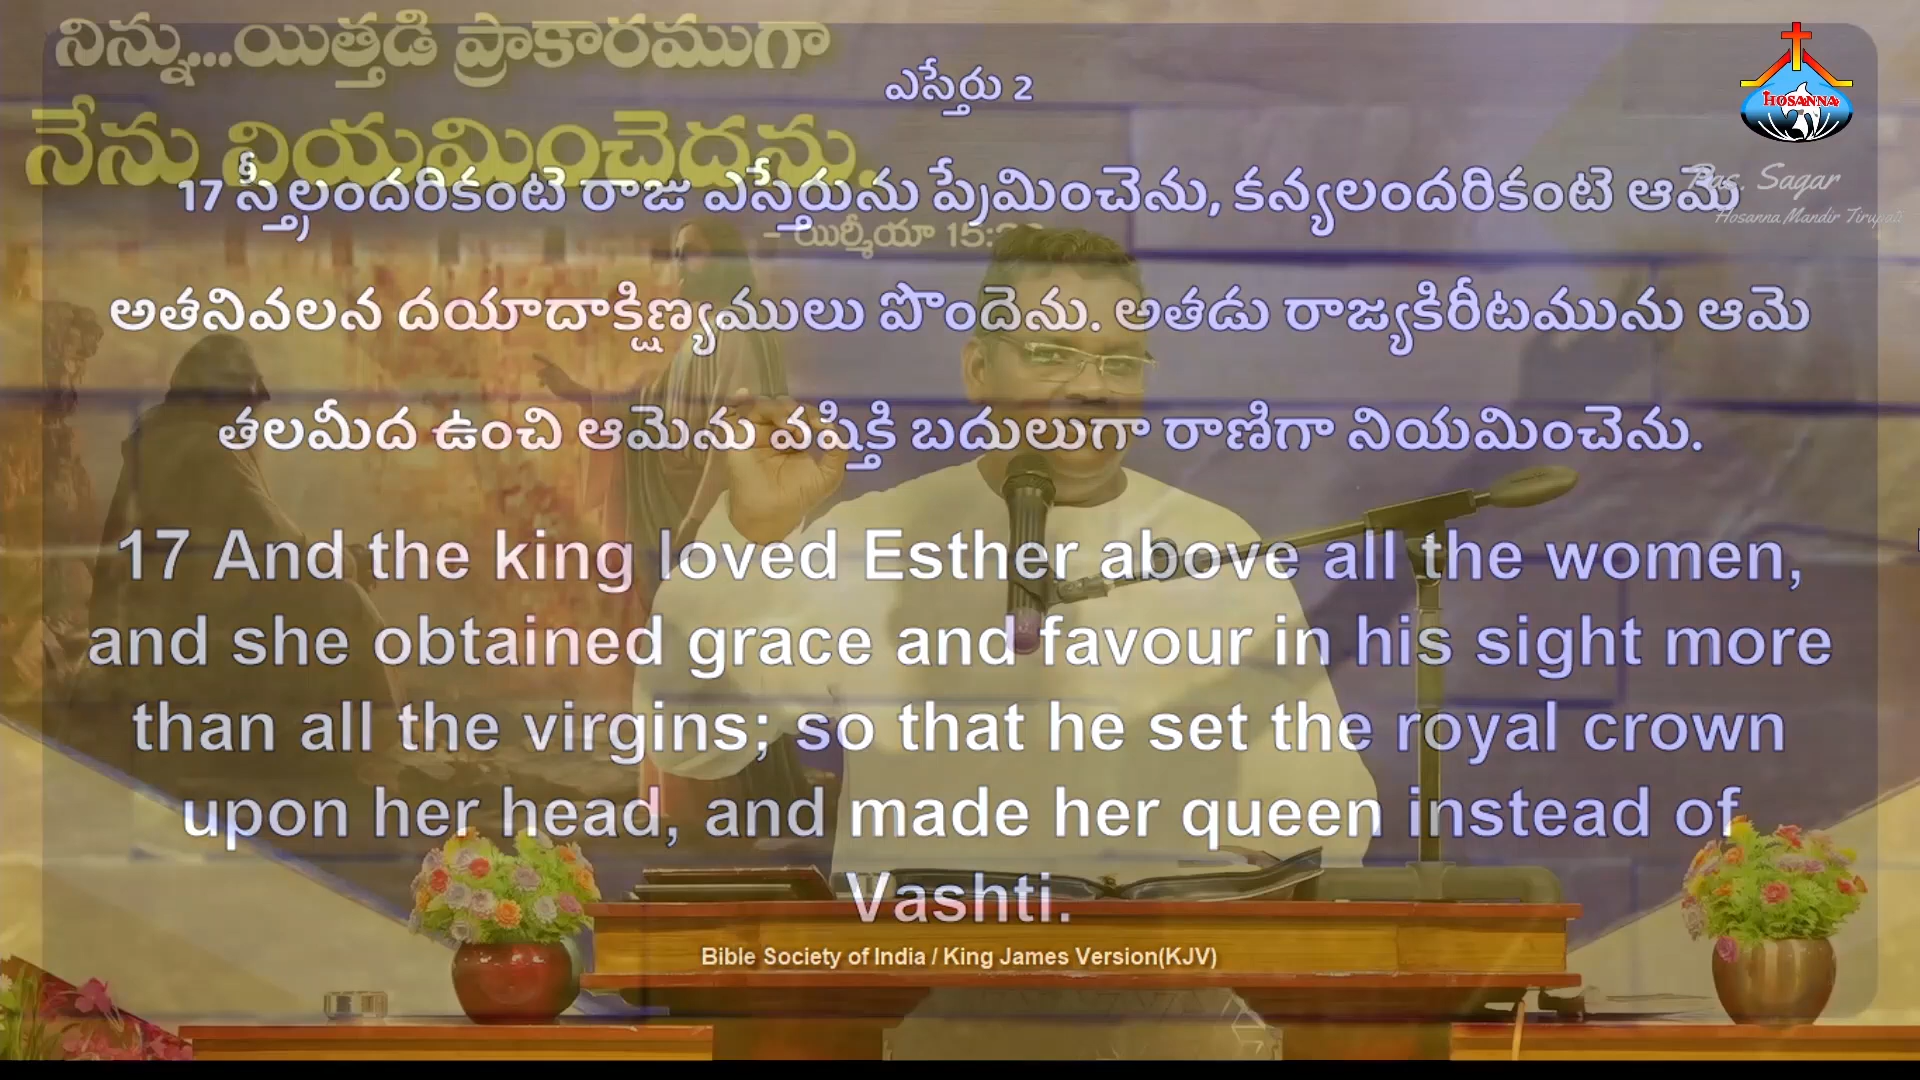 నిన్ను...యిత్తడి ప్రాకారముగా
నేను నియమించెదను.
- యిర్మీయా 15:
ఎస్తేరు 2
17 స్త్రీలందరికంటె రాజు ఎస్తేరును ప్రేమించెను, కన్యలందరికంటె ఆమె
అతనివలన దయాదాక్షిణ్యములు పొందెను. అతడు రాజ్యకిరీటమును ఆమె
తలమీద ఉంచి ఆమెను వష్తికి బదులుగా రాణిగా నియమించెను.
17 And the king loved Esther above all the women,
and she obtained grace and favour in his sight more
than all the virgins; so that he set the royal crown
upon her head, and made her queen instead of
Vashti.
Bible Society of India / King James Version(KJV)
HOSANNA
Pas. Sagar
Hosanna Mandir Tirupati